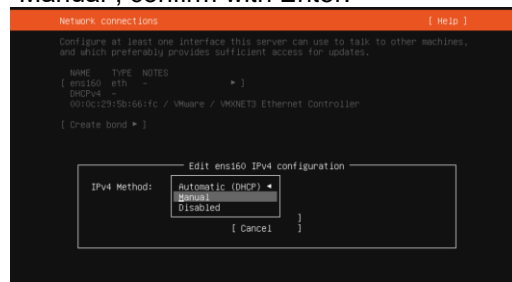 "Manual", confirm with Enter.
Network connections [ Help ]
Configure at least one interface this server can use to talk to other machines,
and which preferably provides sufficient access for updates.
NAME TYPE NOTES
[ ens160 eth - ▸ ]
DHCPv4 -
00:0c:29:5b:66:fc / VMware / VMXNET3 Ethernet Controller
[ Create bond ▸ ]
Edit ens160 IPv4 configuration
IPv4 Method: Automatic (DHCP) ◂
Manual
Disabled
]
[ Cancel ]